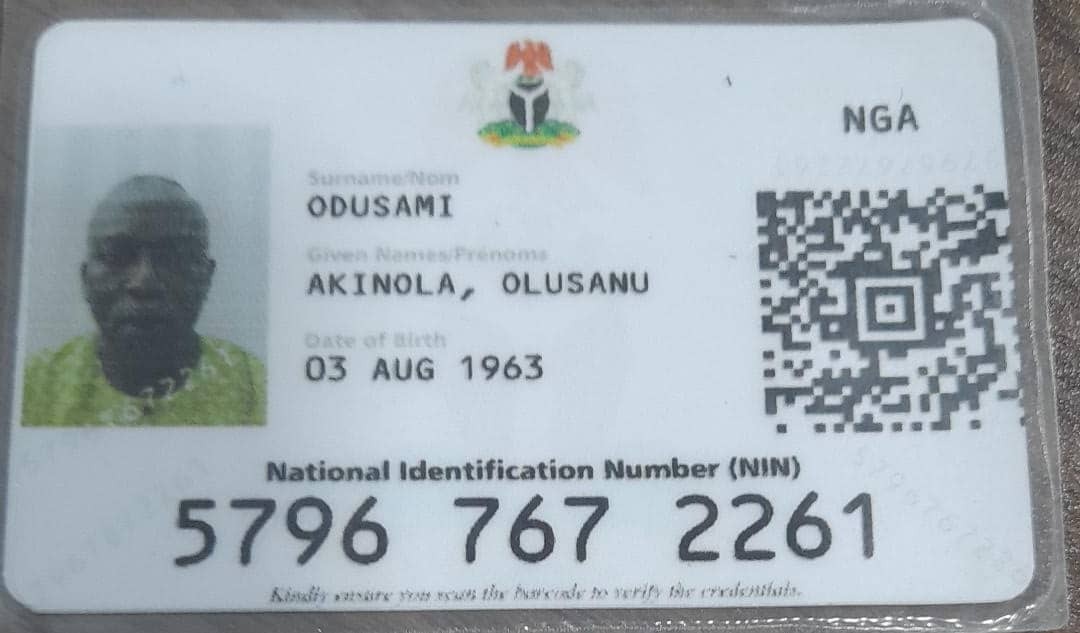 NGA
Surname/Nom
ODUSAMI
Given Names/Prénoms
AKINOLA, OLUSANU
Date of Birth
03 AUG 1963
National Identification Number (NIN)
5796 767 2261
Kindly ensure you scan the barcode to verify the credentials.